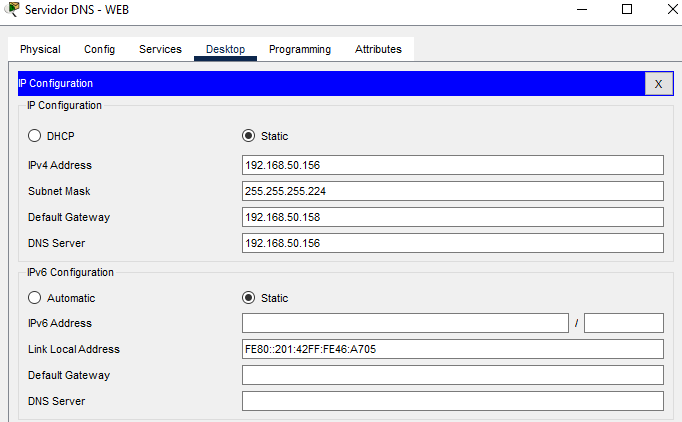 Servidor DNS - WEB
Physical Config Services Desktop Programming Attributes
IP Configuration X
IP Configuration
DHCP Static
IPv4 Address 192.168.50.156
Subnet Mask 255.255.255.224
Default Gateway 192.168.50.158
DNS Server 192.168.50.156
IPv6 Configuration
Automatic Static
IPv6 Address /
Link Local Address FE80::201:42FF:FE46:A705
Default Gateway
DNS Server